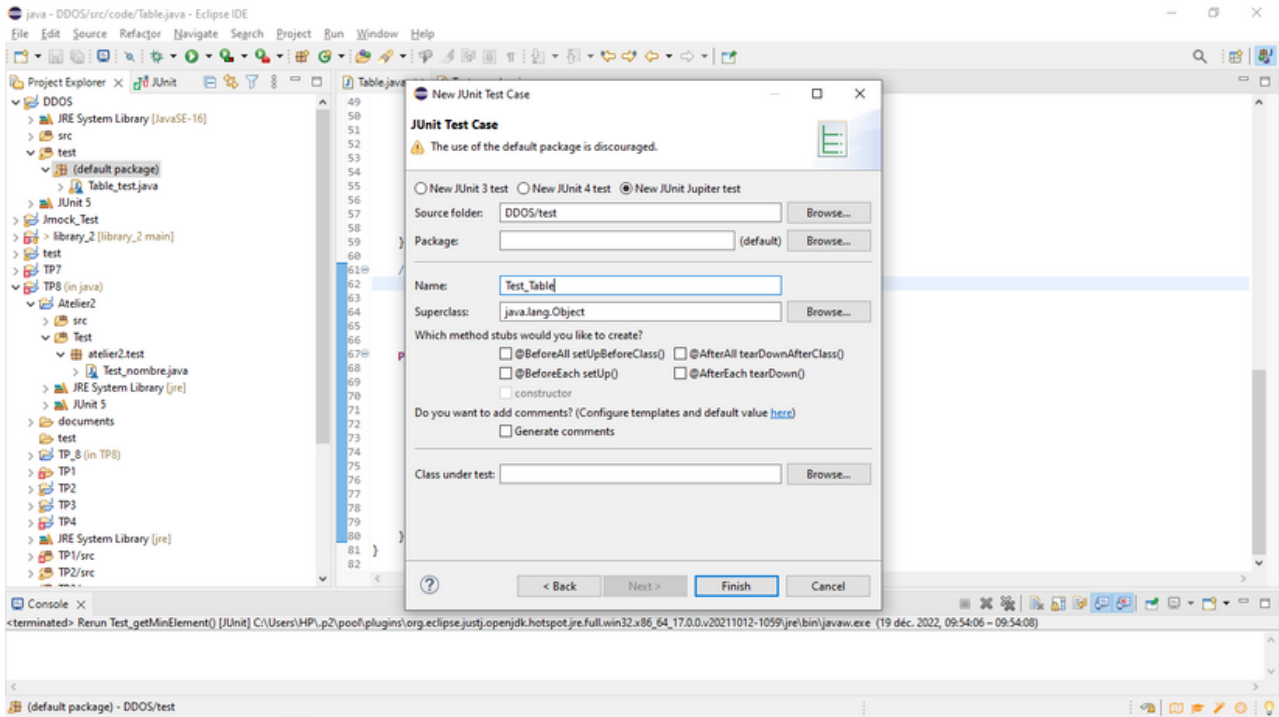 java - DDOS/src/code/Table.java - Eclipse IDE
File Edit Source Refactor Navigate Search Project Run Window Help
Project Explorer JUnit
DDOS
JRE System Library [JavaSE-16]
src
test
(default package)
Table_test.java
JUnit 5
Jmock_Test
> library_2 [library_2 main]
test
TP7
TP8 (in java)
Atelier2
src
Test
atelier2.test
Test_nombre.java
JRE System Library [jre]
JUnit 5
documents
test
TP_8 (in TP8)
TP1
TP2
TP3
TP4
JRE System Library [jre]
TP1/src
TP2/src
Table.java
49
50
51
52
53
54
55
56
57
58
59 }
60
61 /
62
63
64
65
66
67 p
68
69
70
71
72
73
74
75
76
77
78
79
80 }
81 }
82
New JUnit Test Case
JUnit Test Case
The use of the default package is discouraged.
New JUnit 3 test New JUnit 4 test New JUnit Jupiter test
Source folder: DDOS/test Browse...
Package: (default) Browse...
Name: Test_Table
Superclass: java.lang.Object Browse...
Which method stubs would you like to create?
@BeforeAll setUpBeforeClass() @AfterAll tearDownAfterClass()
@BeforeEach setUp() @AfterEach tearDown()
constructor
Do you want to add comments? (Configure templates and default value here)
Generate comments
Class under test: Browse...
? < Back Next > Finish Cancel
Console
<terminated> Rerun Test_getMinElement() [JUnit] C:\Users\HP\.p2\pool\plugins\org.eclipse.justj.openjdk.hotspot.jre.full.win32.x86_64_17.0.0.v20211012-1059\jre\bin\javaw.exe (19 déc. 2022, 09:54:06 – 09:54:08)
(default package) - DDOS/test